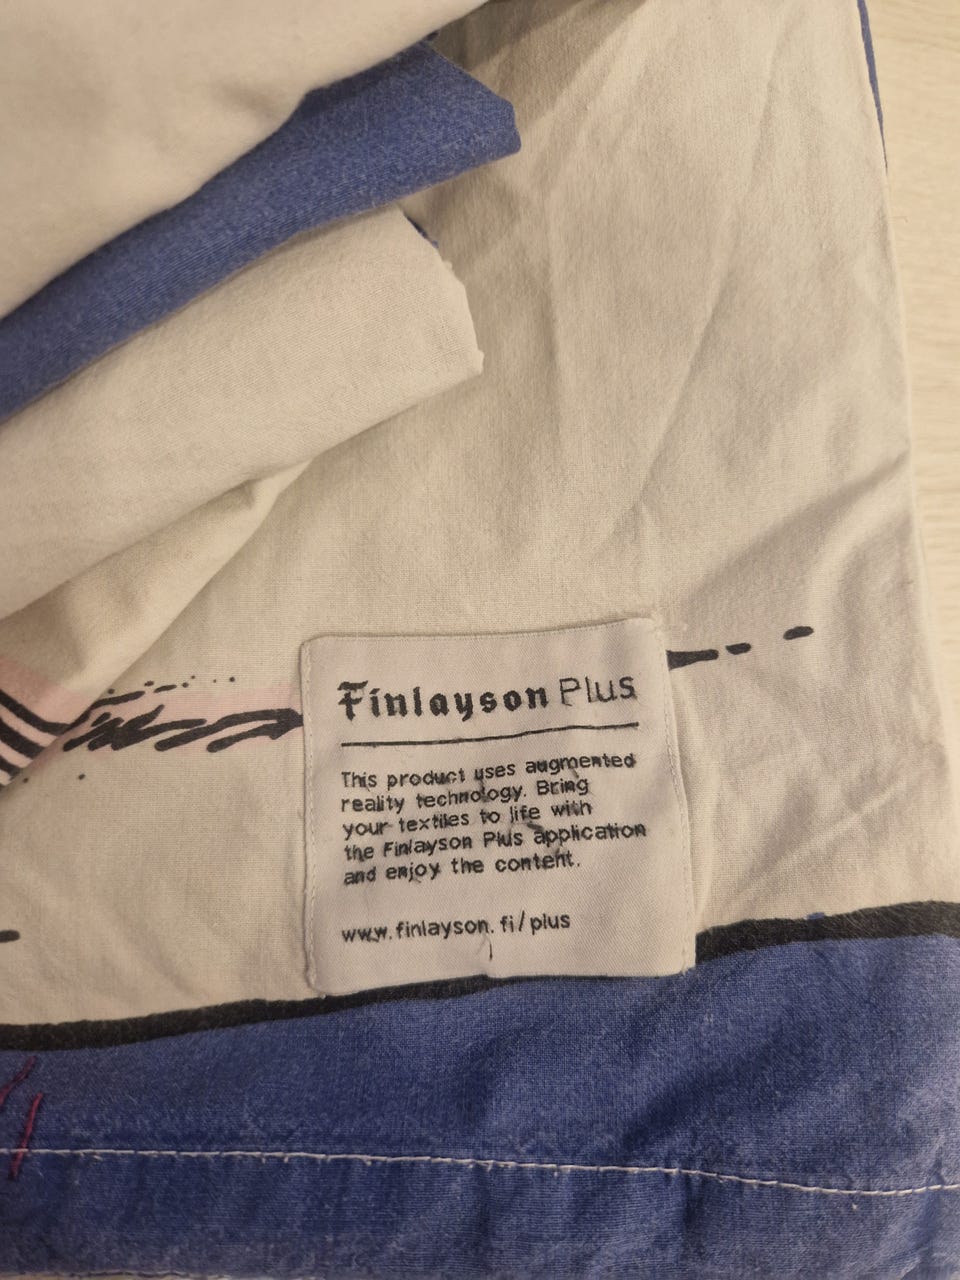 Finlayson Plus
This product uses augmented
reality technology. Bring
your textiles to life with
the Finlayson Plus application
and enjoy the content.
www.finlayson.fi/plus